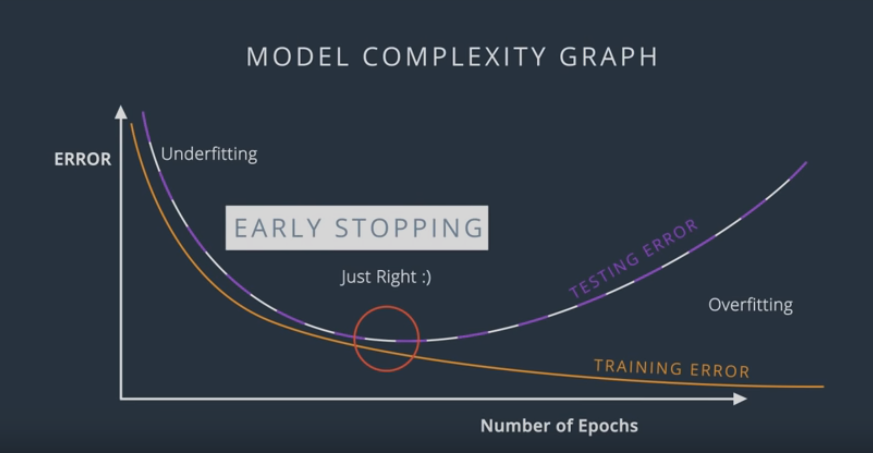 MODEL COMPLEXITY GRAPH
ERROR
Underfitting
EARLY STOPPING
Just Right :)
TESTING ERROR
Overfitting
TRAINING ERROR
Number of Epochs